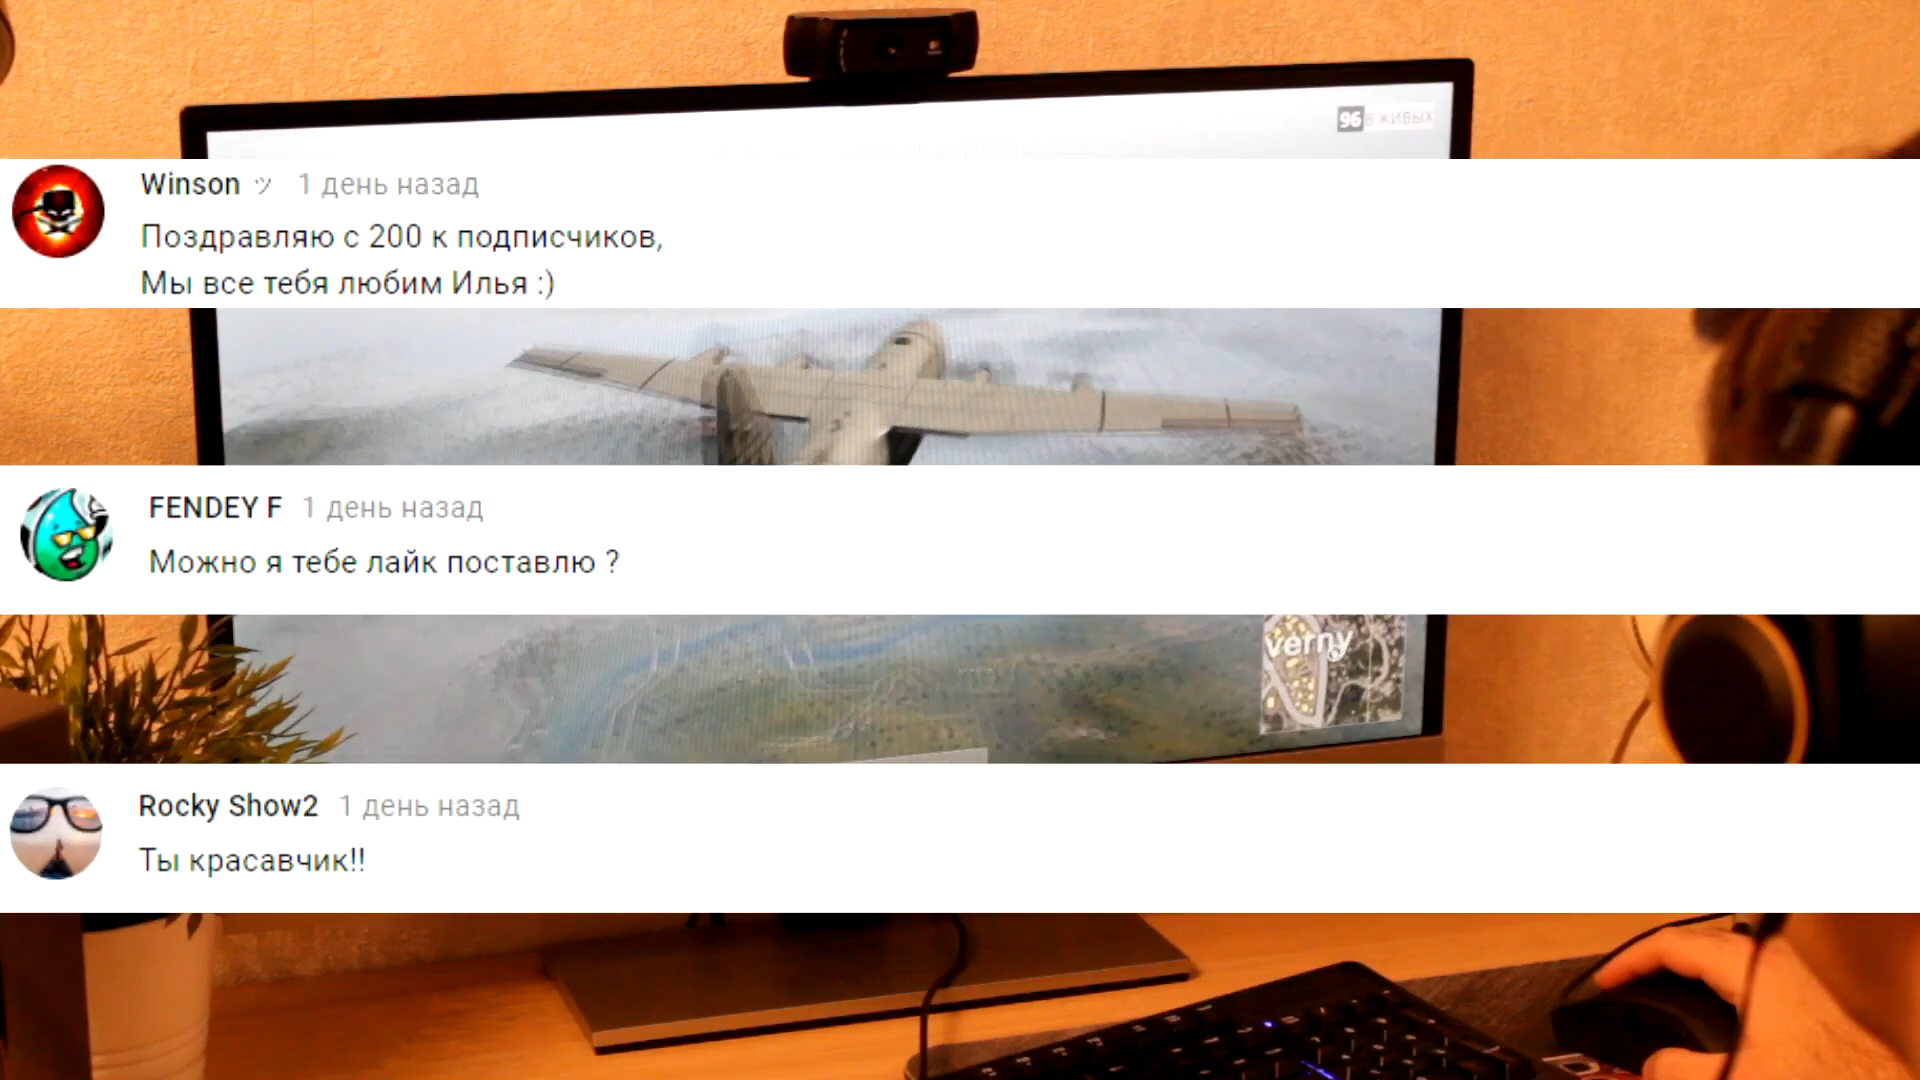 96 В ЖИВЫХ
Winson ツ 1 день назад
Поздравляю с 200 к подписчиков,
Мы все тебя любим Илья :)
FENDEY F 1 день назад
Можно я тебе лайк поставлю ?
verny
Rocky Show2 1 день назад
Ты красавчик!!